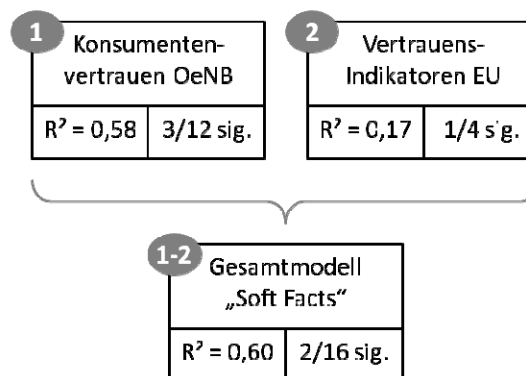 1
Konsumenten-
vertrauen OeNB
R² = 0,58 3/12 sig.
2
Vertrauens-
Indikatoren EU
R² = 0,17 1/4 sig.
1-2
Gesamtmodell
„Soft Facts“
R² = 0,60 2/16 sig.